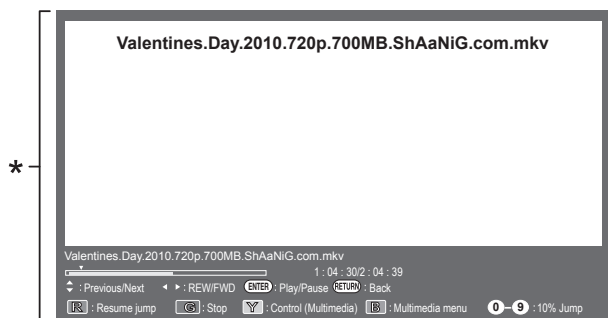 Valentines.Day.2010.720p.700MB.ShAaNiG.com.mkv
*
Valentines.Day.2010.720p.700MB.ShAaNiG.com.mkv
1 : 04 : 30/2 : 04 : 39
: Previous/Next : REW/FWD ENTER : Play/Pause RETURN : Back
R : Resume jump G : Stop Y : Control (Multimedia) B : Multimedia menu 0–9 : 10% Jump